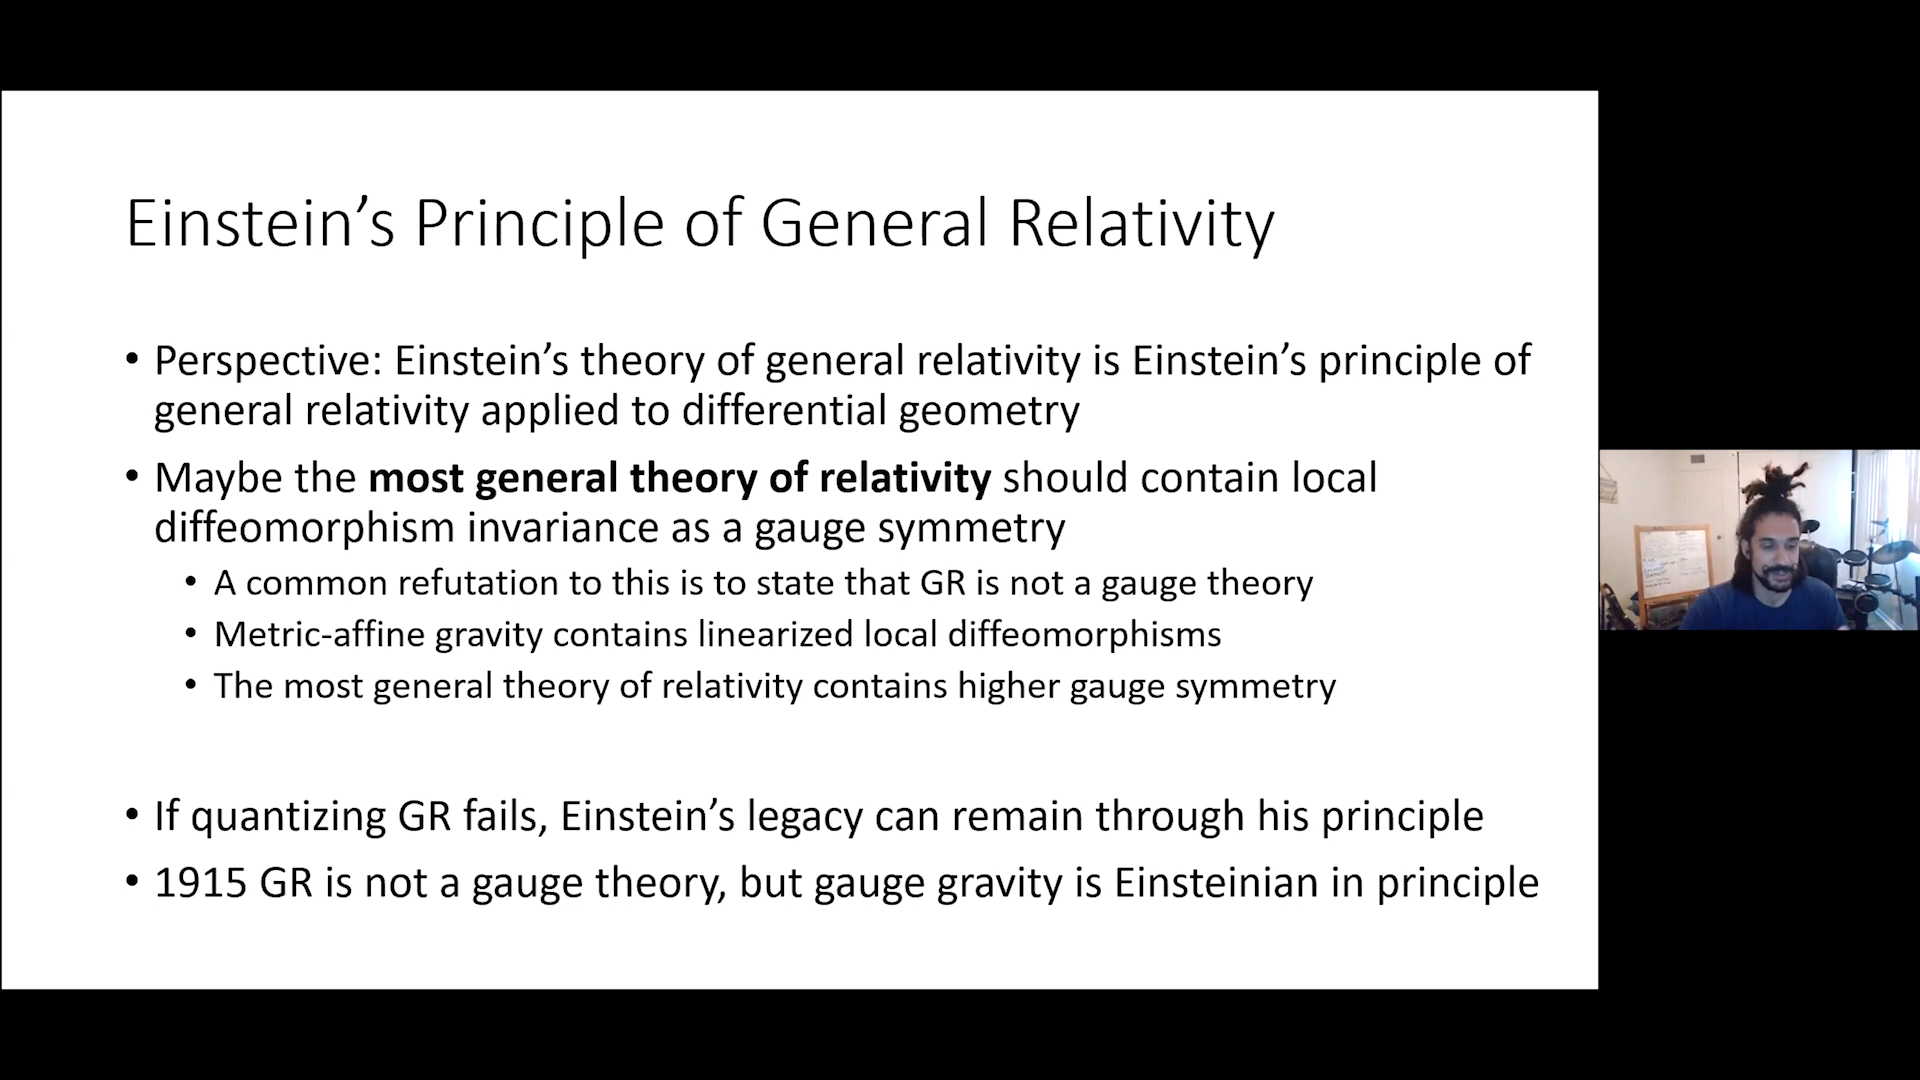 Einstein’s Principle of General Relativity
• Perspective: Einstein’s theory of general relativity is Einstein’s principle of
general relativity applied to differential geometry
• Maybe the most general theory of relativity should contain local
diffeomorphism invariance as a gauge symmetry
• A common refutation to this is to state that GR is not a gauge theory
• Metric-affine gravity contains linearized local diffeomorphisms
• The most general theory of relativity contains higher gauge symmetry
• If quantizing GR fails, Einstein’s legacy can remain through his principle
• 1915 GR is not a gauge theory, but gauge gravity is Einsteinian in principle